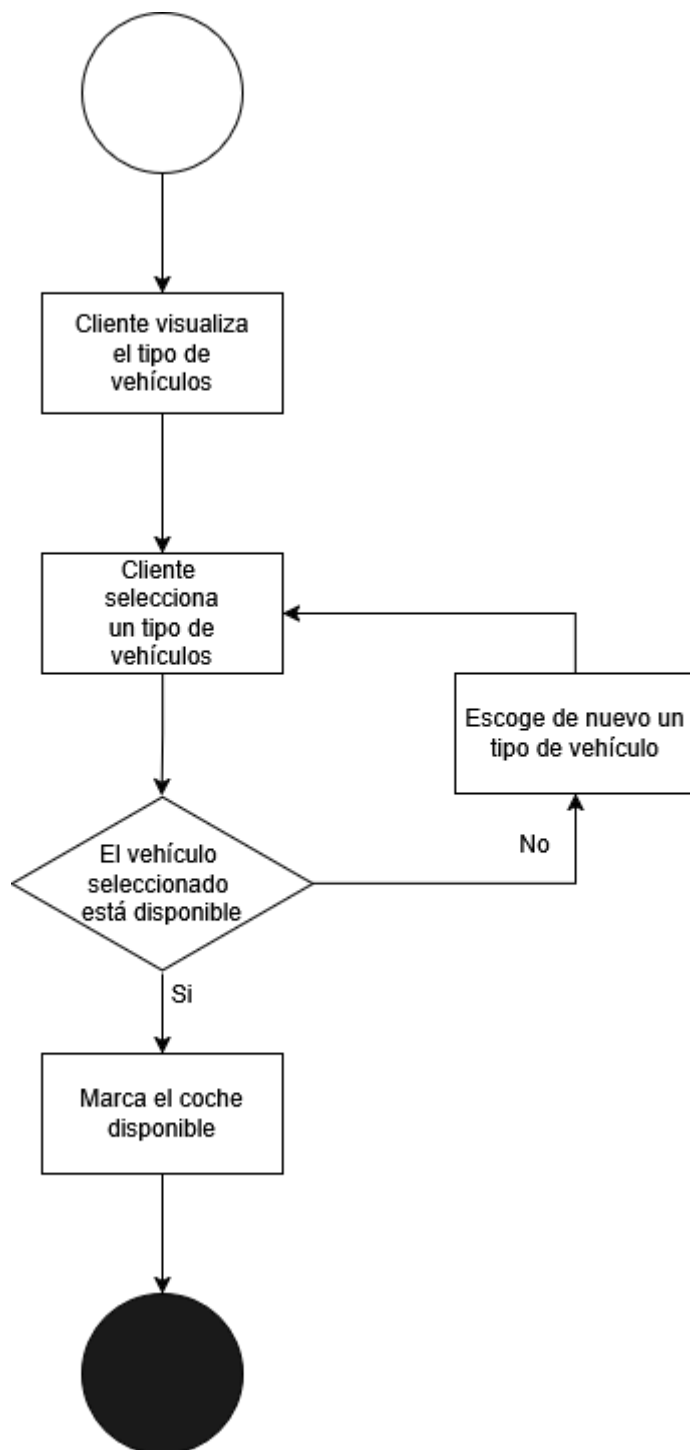 Cliente visualiza
el tipo de
vehículos
Cliente
selecciona
un tipo de
vehículos
Escoge de nuevo un
tipo de vehículo
No
El vehículo
seleccionado
está disponible
Si
Marca el coche
disponible